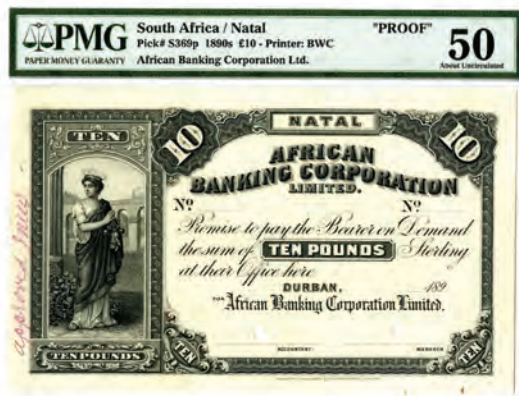 PMG
PAPER MONEY GUARANTY
South Africa / Natal
Pick# S369p 1890s £10 - Printer: BWC
African Banking Corporation Ltd.
"PROOF"
50
About Uncirculated
TEN
10
NATAL
10
AFRICAN
BANKING CORPORATION
LIMITED.
Nº Nº
Promise to pay the Bearer on Demand
the sum of TEN POUNDS Sterling
at their Office here
DURBAN, 189
FOR African Banking Corporation Limited.
ACCOUNTANT MANAGER
TEN POUNDS
TEN
TEN
approved